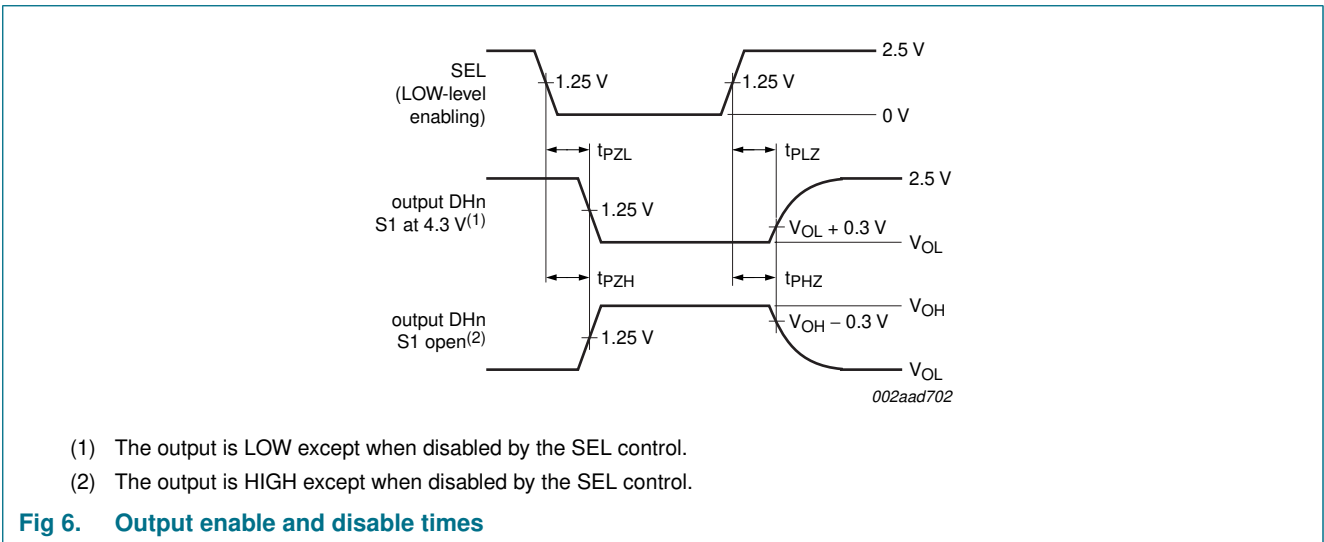 SEL
(LOW-level
enabling)
1.25 V
1.25 V
2.5 V
0 V
tPZL
tPLZ
output DHn
S1 at 4.3 V(1)
1.25 V
2.5 V
VOL + 0.3 V
VOL
tPZH
tPHZ
output DHn
S1 open(2)
1.25 V
VOH
VOH − 0.3 V
VOL
002aad702
(1) The output is LOW except when disabled by the SEL control.
(2) The output is HIGH except when disabled by the SEL control.
Fig 6. Output enable and disable times